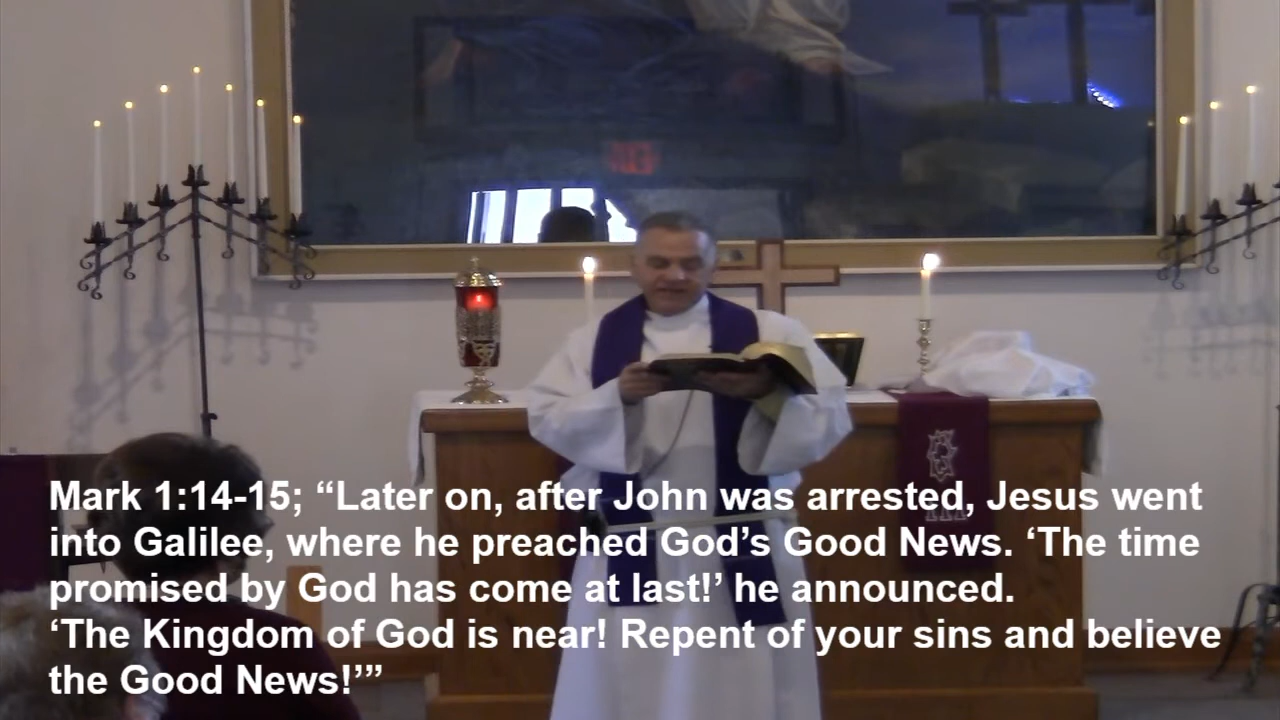 Mark 1:14-15; “Later on, after John was arrested, Jesus went
into Galilee, where he preached God’s Good News. ‘The time
promised by God has come at last!’ he announced.
‘The Kingdom of God is near! Repent of your sins and believe
the Good News!’”